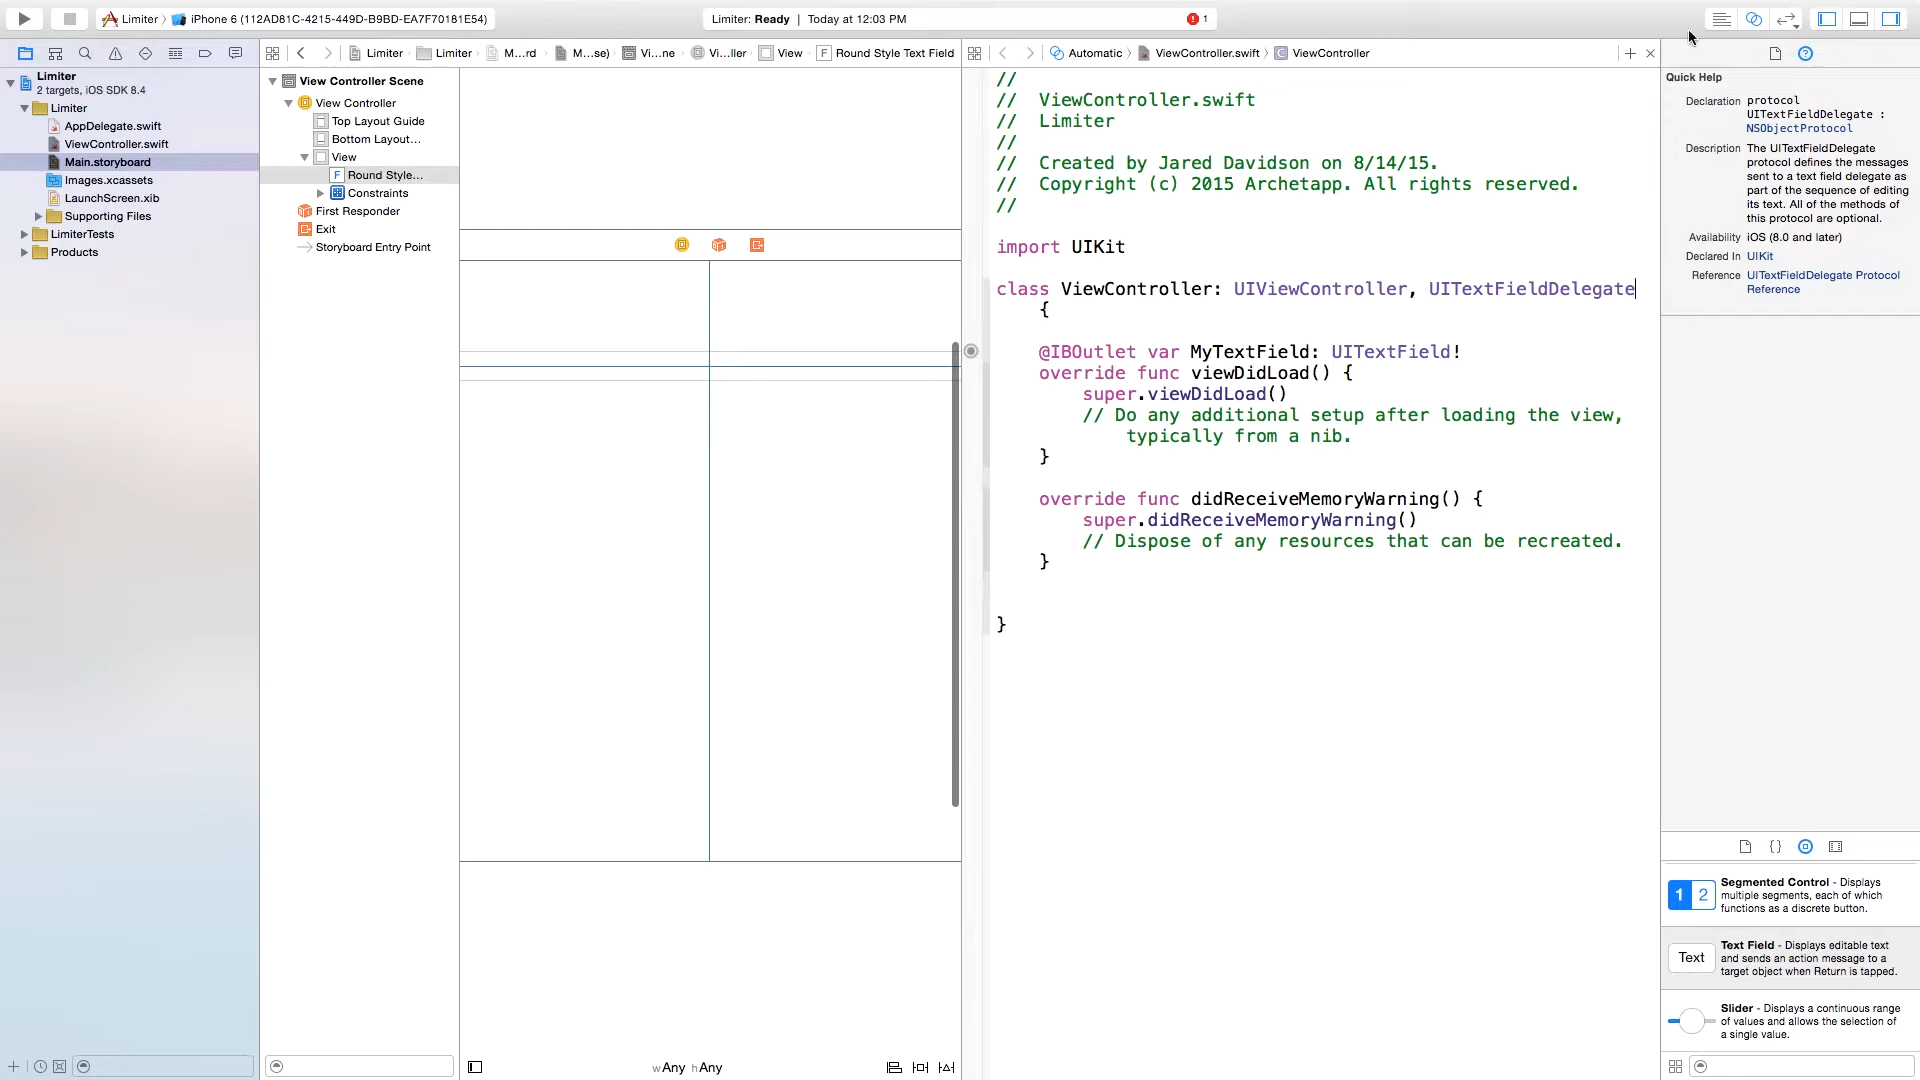 Limiter
iPhone 6 (112AD81C-4215-449D-B9BD-EA7F70181E54)
Limiter: Ready | Today at 12:03 PM
1
Limiter
2 targets, iOS SDK 8.4
Limiter
AppDelegate.swift
ViewController.swift
Main.storyboard
Images.xcassets
LaunchScreen.xib
Supporting Files
LimiterTests
Products
Limiter
Limiter
M...rd
M...se)
Vi...ne
Vi...ller
View
F Round Style Text Field
View Controller Scene
View Controller
Top Layout Guide
Bottom Layout...
View
F Round Style...
Constraints
First Responder
Exit
Storyboard Entry Point
wAny hAny
Automatic
ViewController.swift
C ViewController
//
// ViewController.swift
// Limiter
//
// Created by Jared Davidson on 8/14/15.
// Copyright (c) 2015 Archetapp. All rights reserved.
//
import UIKit
class ViewController: UIViewController, UITextFieldDelegate
{
@IBOutlet var MyTextField: UITextField!
override func viewDidLoad() {
super.viewDidLoad()
// Do any additional setup after loading the view,
typically from a nib.
}
override func didReceiveMemoryWarning() {
super.didReceiveMemoryWarning()
// Dispose of any resources that can be recreated.
}
}
Quick Help
Declaration protocol
UITextFieldDelegate :
NSObjectProtocol
Description The UITextFieldDelegate
protocol defines the messages
sent to a text field delegate as
part of the sequence of editing
its text. All of the methods of
this protocol are optional.
Availability iOS (8.0 and later)
Declared In UIKit
Reference UITextFieldDelegate Protocol
Reference
{ }
1 2
Segmented Control - Displays
multiple segments, each of which
functions as a discrete button.
Text
Text Field - Displays editable text
and sends an action message to a
target object when Return is tapped.
Slider - Displays a continuous range
of values and allows the selection of
a single value.